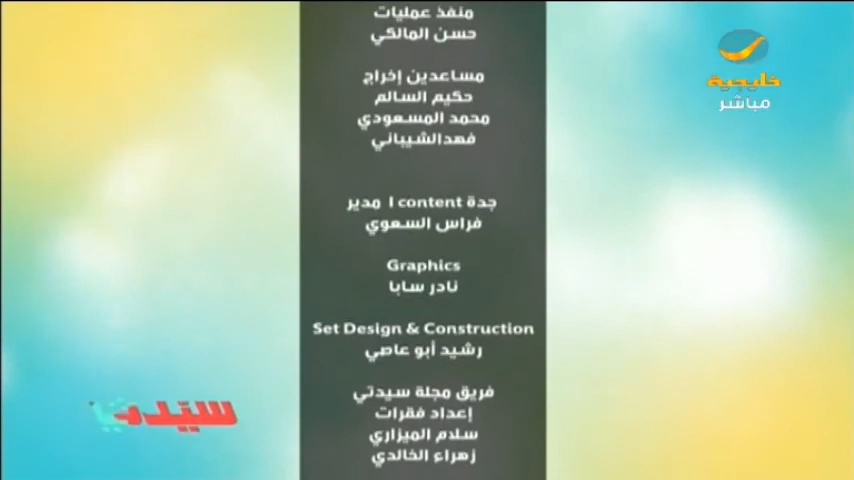 منفذ عمليات
حسن المالكي
مساعدين إخراج
حكيم السالم
محمد المسعودي
فهدالشيباني
جدة I content مدير
فراس السعوي
Graphics
نادر سابا
Set Design & Construction
رشيد أبو عاصي
فريق مجلة سيدتي
إعداد فقرات
سلام الميزاري
زهراء الخالدي
خليجية
مباشر